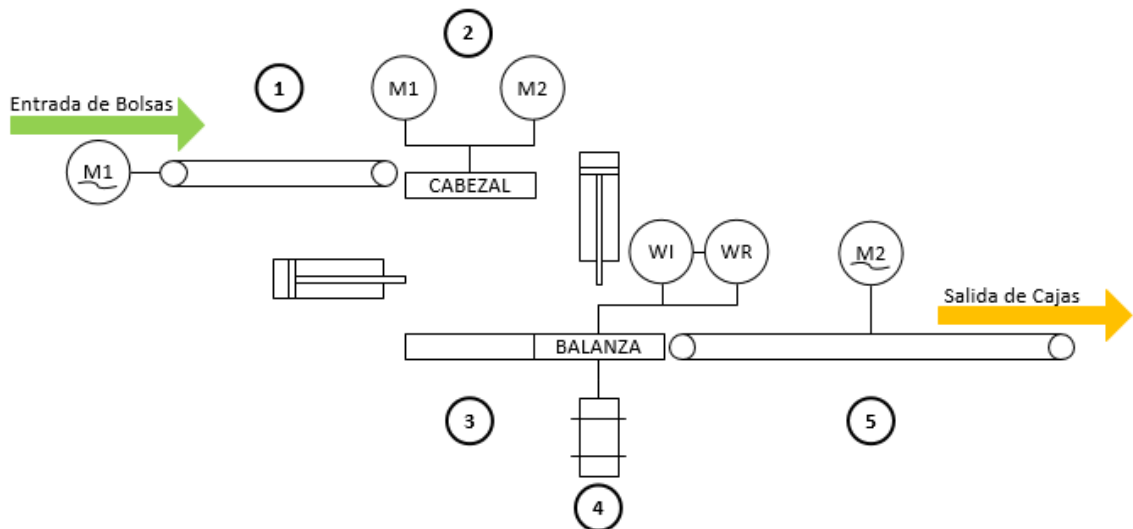 2
1
M1
M2
Entrada de Bolsas
M1
CABEZAL
WI
WR
M2
Salida de Cajas
BALANZA
3
5
4